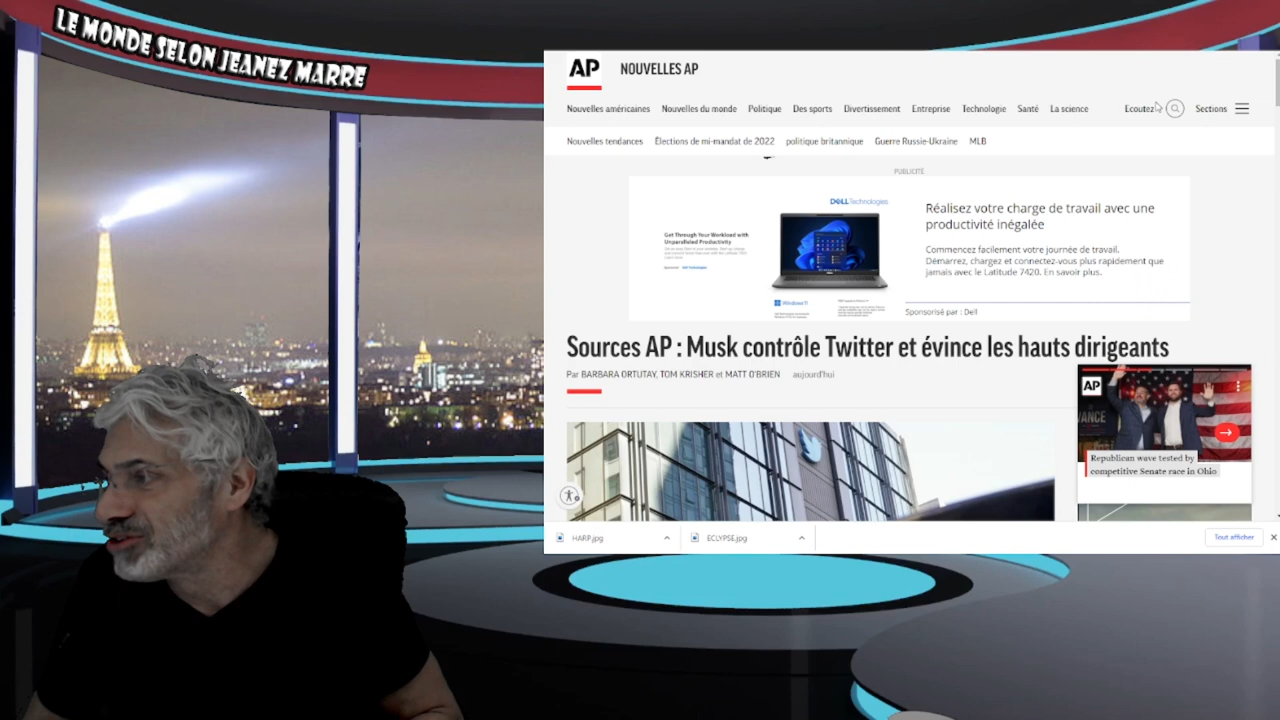 LE MONDE SELON JEANEZ MARRE
AP NOUVELLES AP
Nouvelles américaines Nouvelles du monde Politique Des sports Divertissement Entreprise Technologie Santé La science Ecoutez Sections
Nouvelles tendances Élections de mi-mandat de 2022 politique britannique Guerre Russie-Ukraine MLB
PUBLICITÉ
DELL Technologies
Get Through Your Workload with
Unparalleled Productivity
Windows 11
Réalisez votre charge de travail avec une
productivité inégalée
Commencez facilement votre journée de travail.
Démarrez, chargez et connectez-vous plus rapidement que
jamais avec le Latitude 7420. En savoir plus.
Sponsorisé par : Dell
Sources AP : Musk contrôle Twitter et évince les hauts dirigeants
Par BARBARA ORTUTAY, TOM KRISHER et MATT O'BRIEN aujourd'hui
AP
Republican wave tested by
competitive Senate race in Ohio
HARP.jpg ECLYPSE.jpg Tout afficher